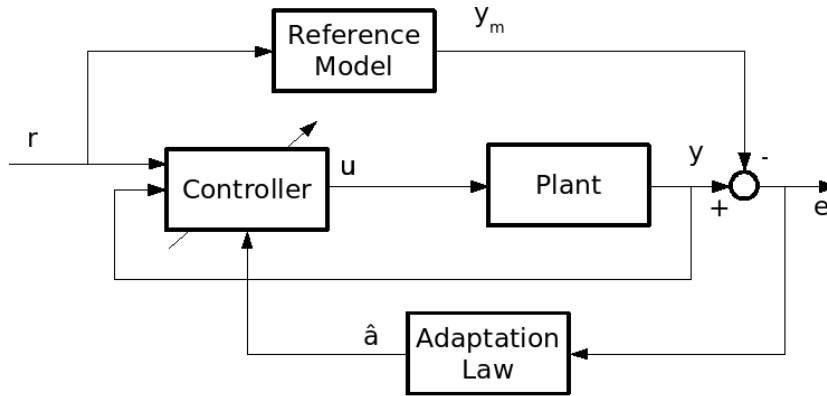 Reference
Model
y_m
r
Controller
u
Plant
y
-
+
e
â
Adaptation
Law